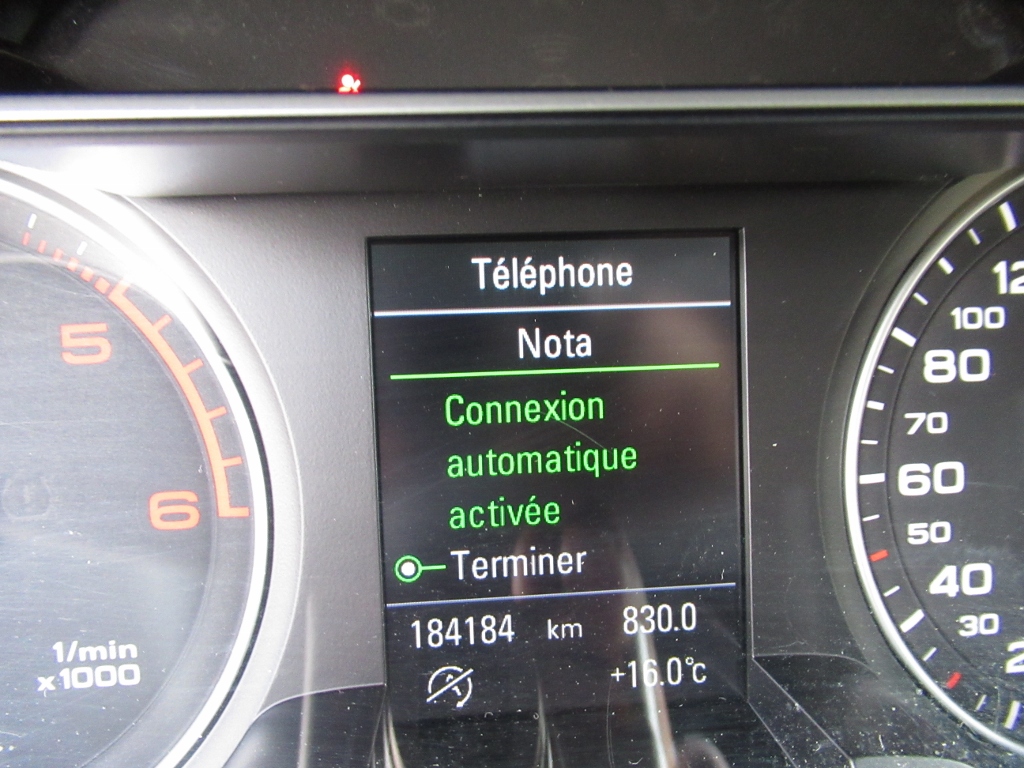 Téléphone
Nota
Connexion
automatique
activée
Terminer
184184 km 830.0
+16.0°c
5
6
1/min
x1000
100
80
70
60
50
40
30